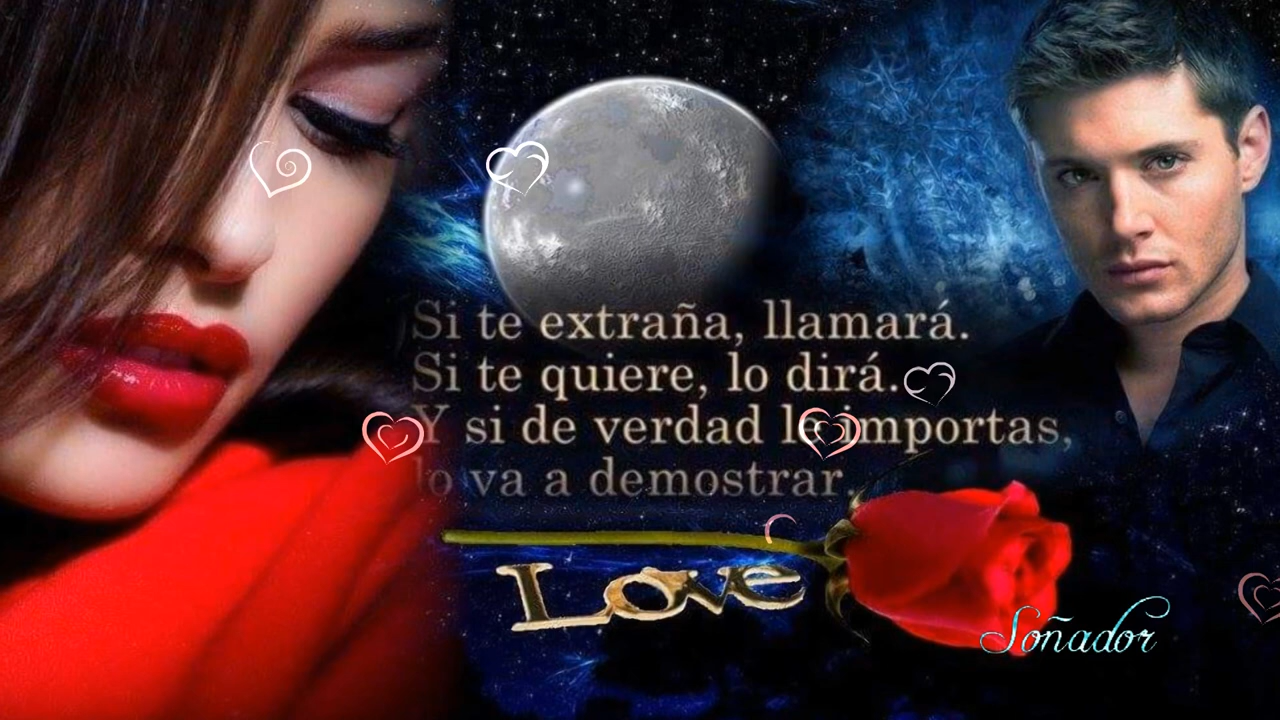 Si te extraña, llamará.
Si te quiere, lo dirá.
Y si de verdad le importas,
lo va a demostrar.
Love
Soñador